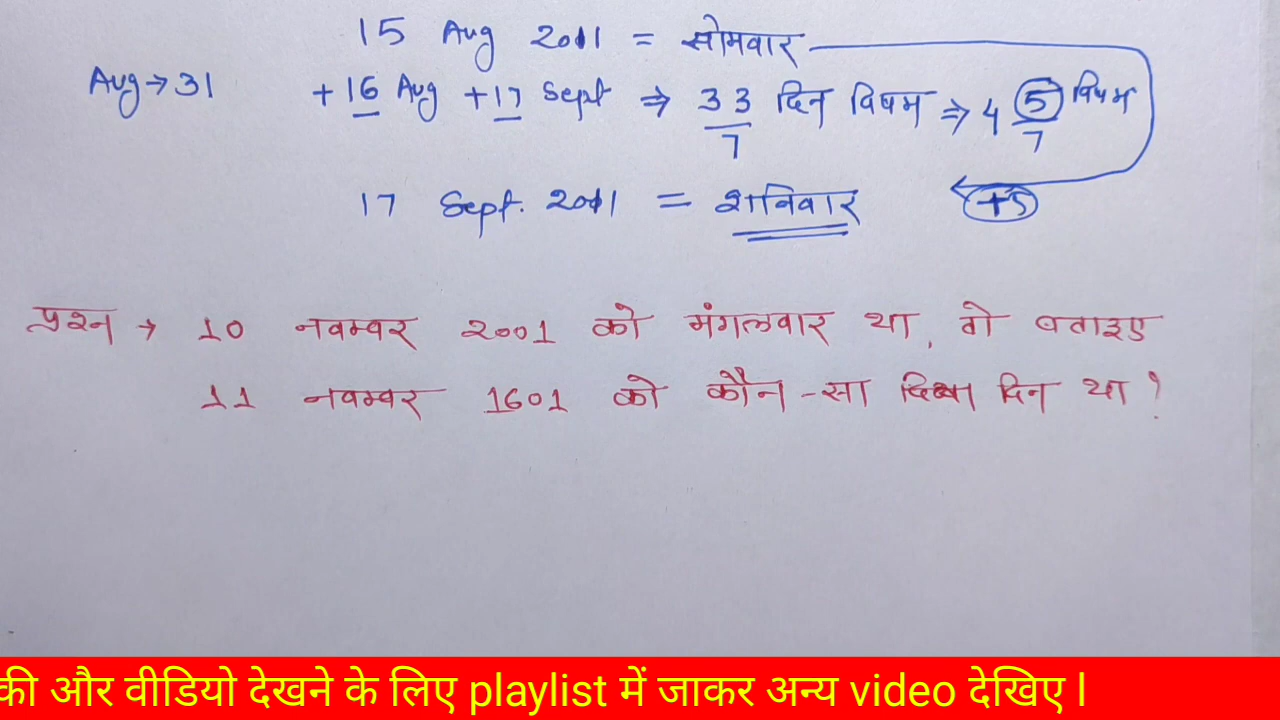 15 Aug 2011 = सोमवार
Aug → 31 +16 Aug +17 Sept ⇒ 33/7 दिन विषम ⇒ 4 5/7 विषम
17 Sept. 2011 = शनिवार +5
प्रश्न → 10 नवम्वर 2001 को मंगलवार था, तो बताइए
11 नवम्वर 1601 को कौन-सा दिन था?
की और वीडियो देखने के लिए playlist में जाकर अन्य video देखिए l